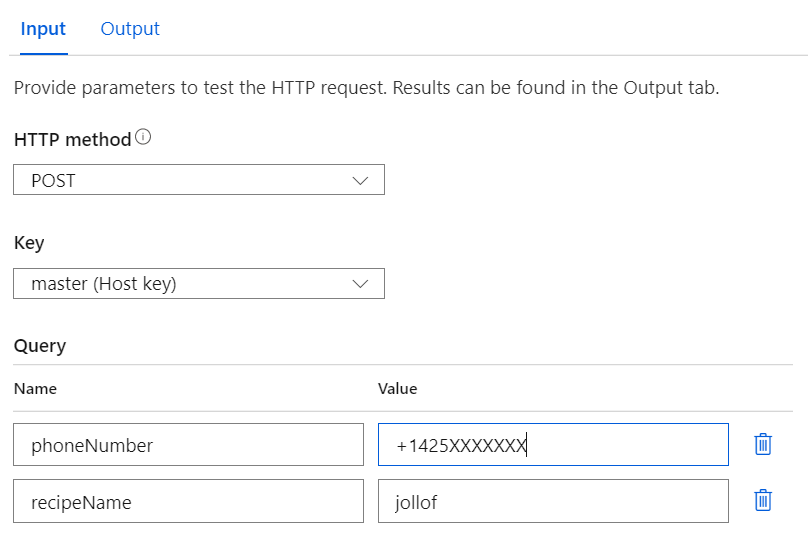 Input Output
Provide parameters to test the HTTP request. Results can be found in the Output tab.
HTTP method
POST
Key
master (Host key)
Query
Name Value
phoneNumber +1425XXXXXXX
recipeName jollof